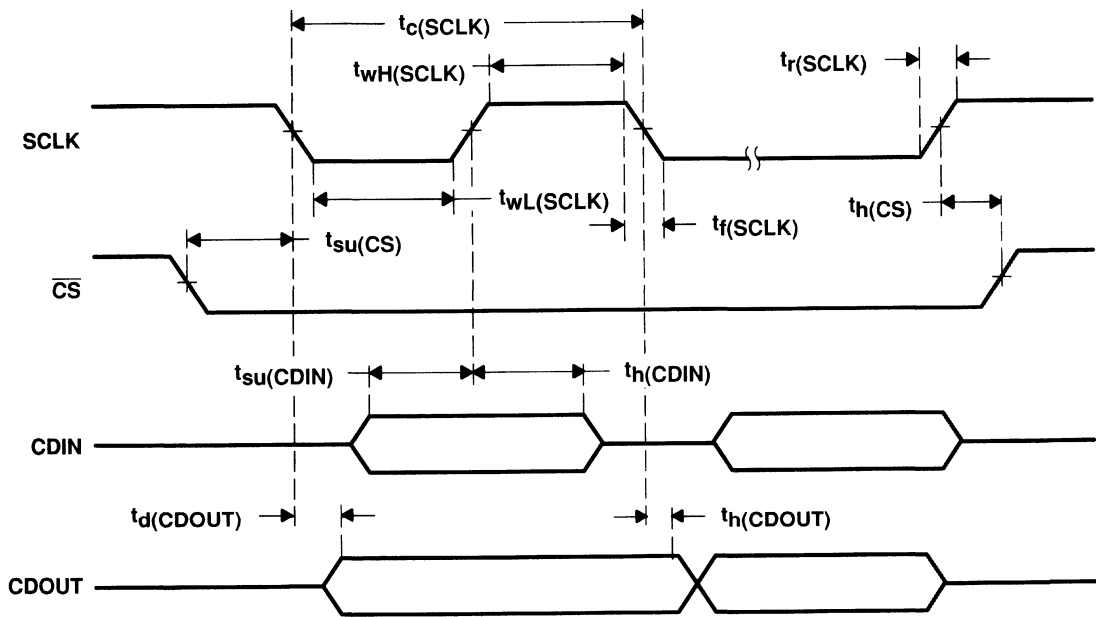 tc(SCLK)
twH(SCLK)
tr(SCLK)
SCLK
twL(SCLK)
th(CS)
tf(SCLK)
tsu(CS)
CS
tsu(CDIN)
th(CDIN)
CDIN
td(CDOUT)
th(CDOUT)
CDOUT